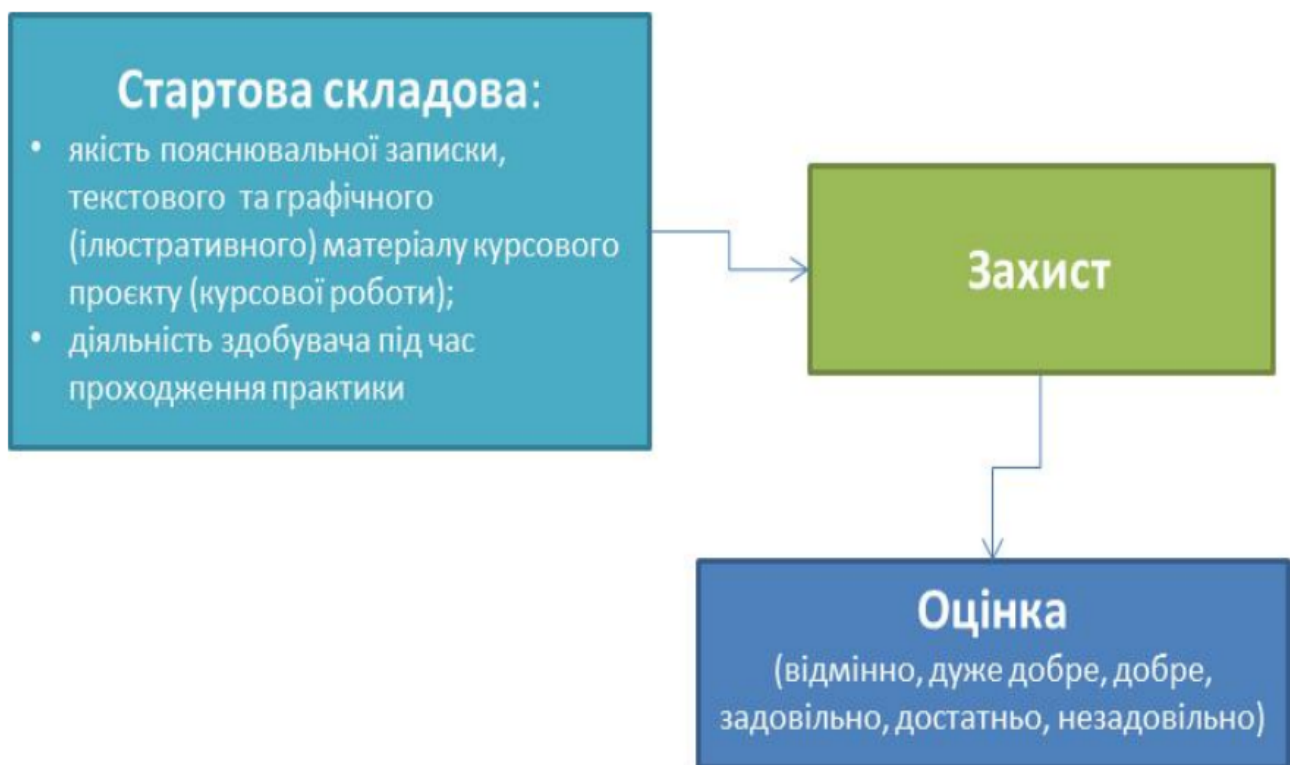 Стартова складова:
• якість пояснювальної записки,
текстового та графічного
(ілюстративного) матеріалу курсового
проєкту (курсової роботи);
• діяльність здобувача під час
проходження практики
Захист
Оцінка
(відмінно, дуже добре, добре,
задовільно, достатньо, незадовільно)